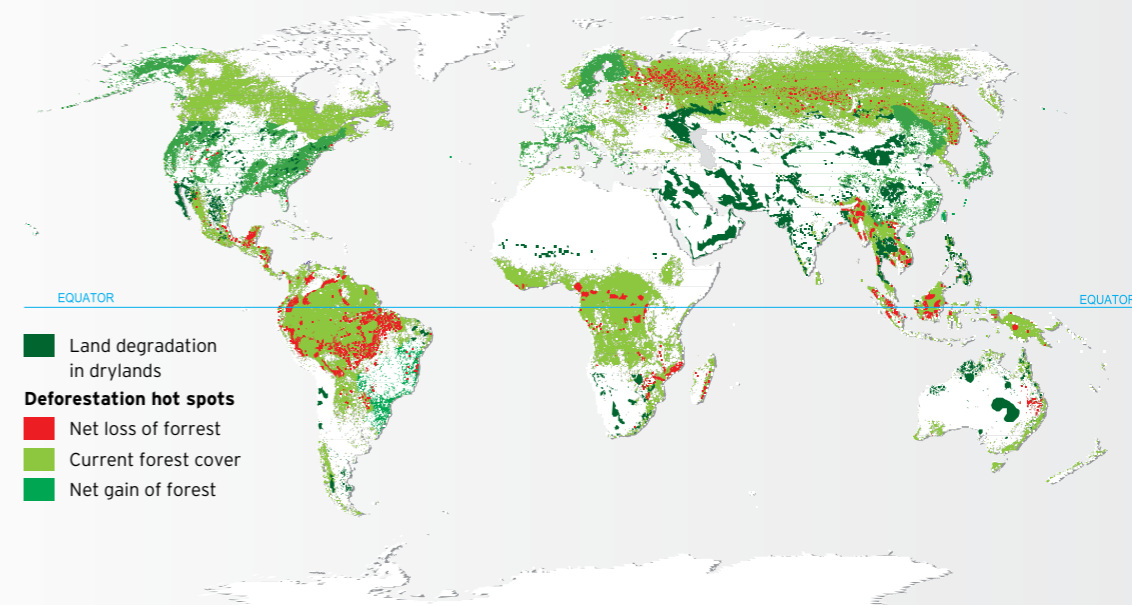 EQUATOR
EQUATOR
Land degradation
in drylands
Deforestation hot spots
Net loss of forrest
Current forest cover
Net gain of forest